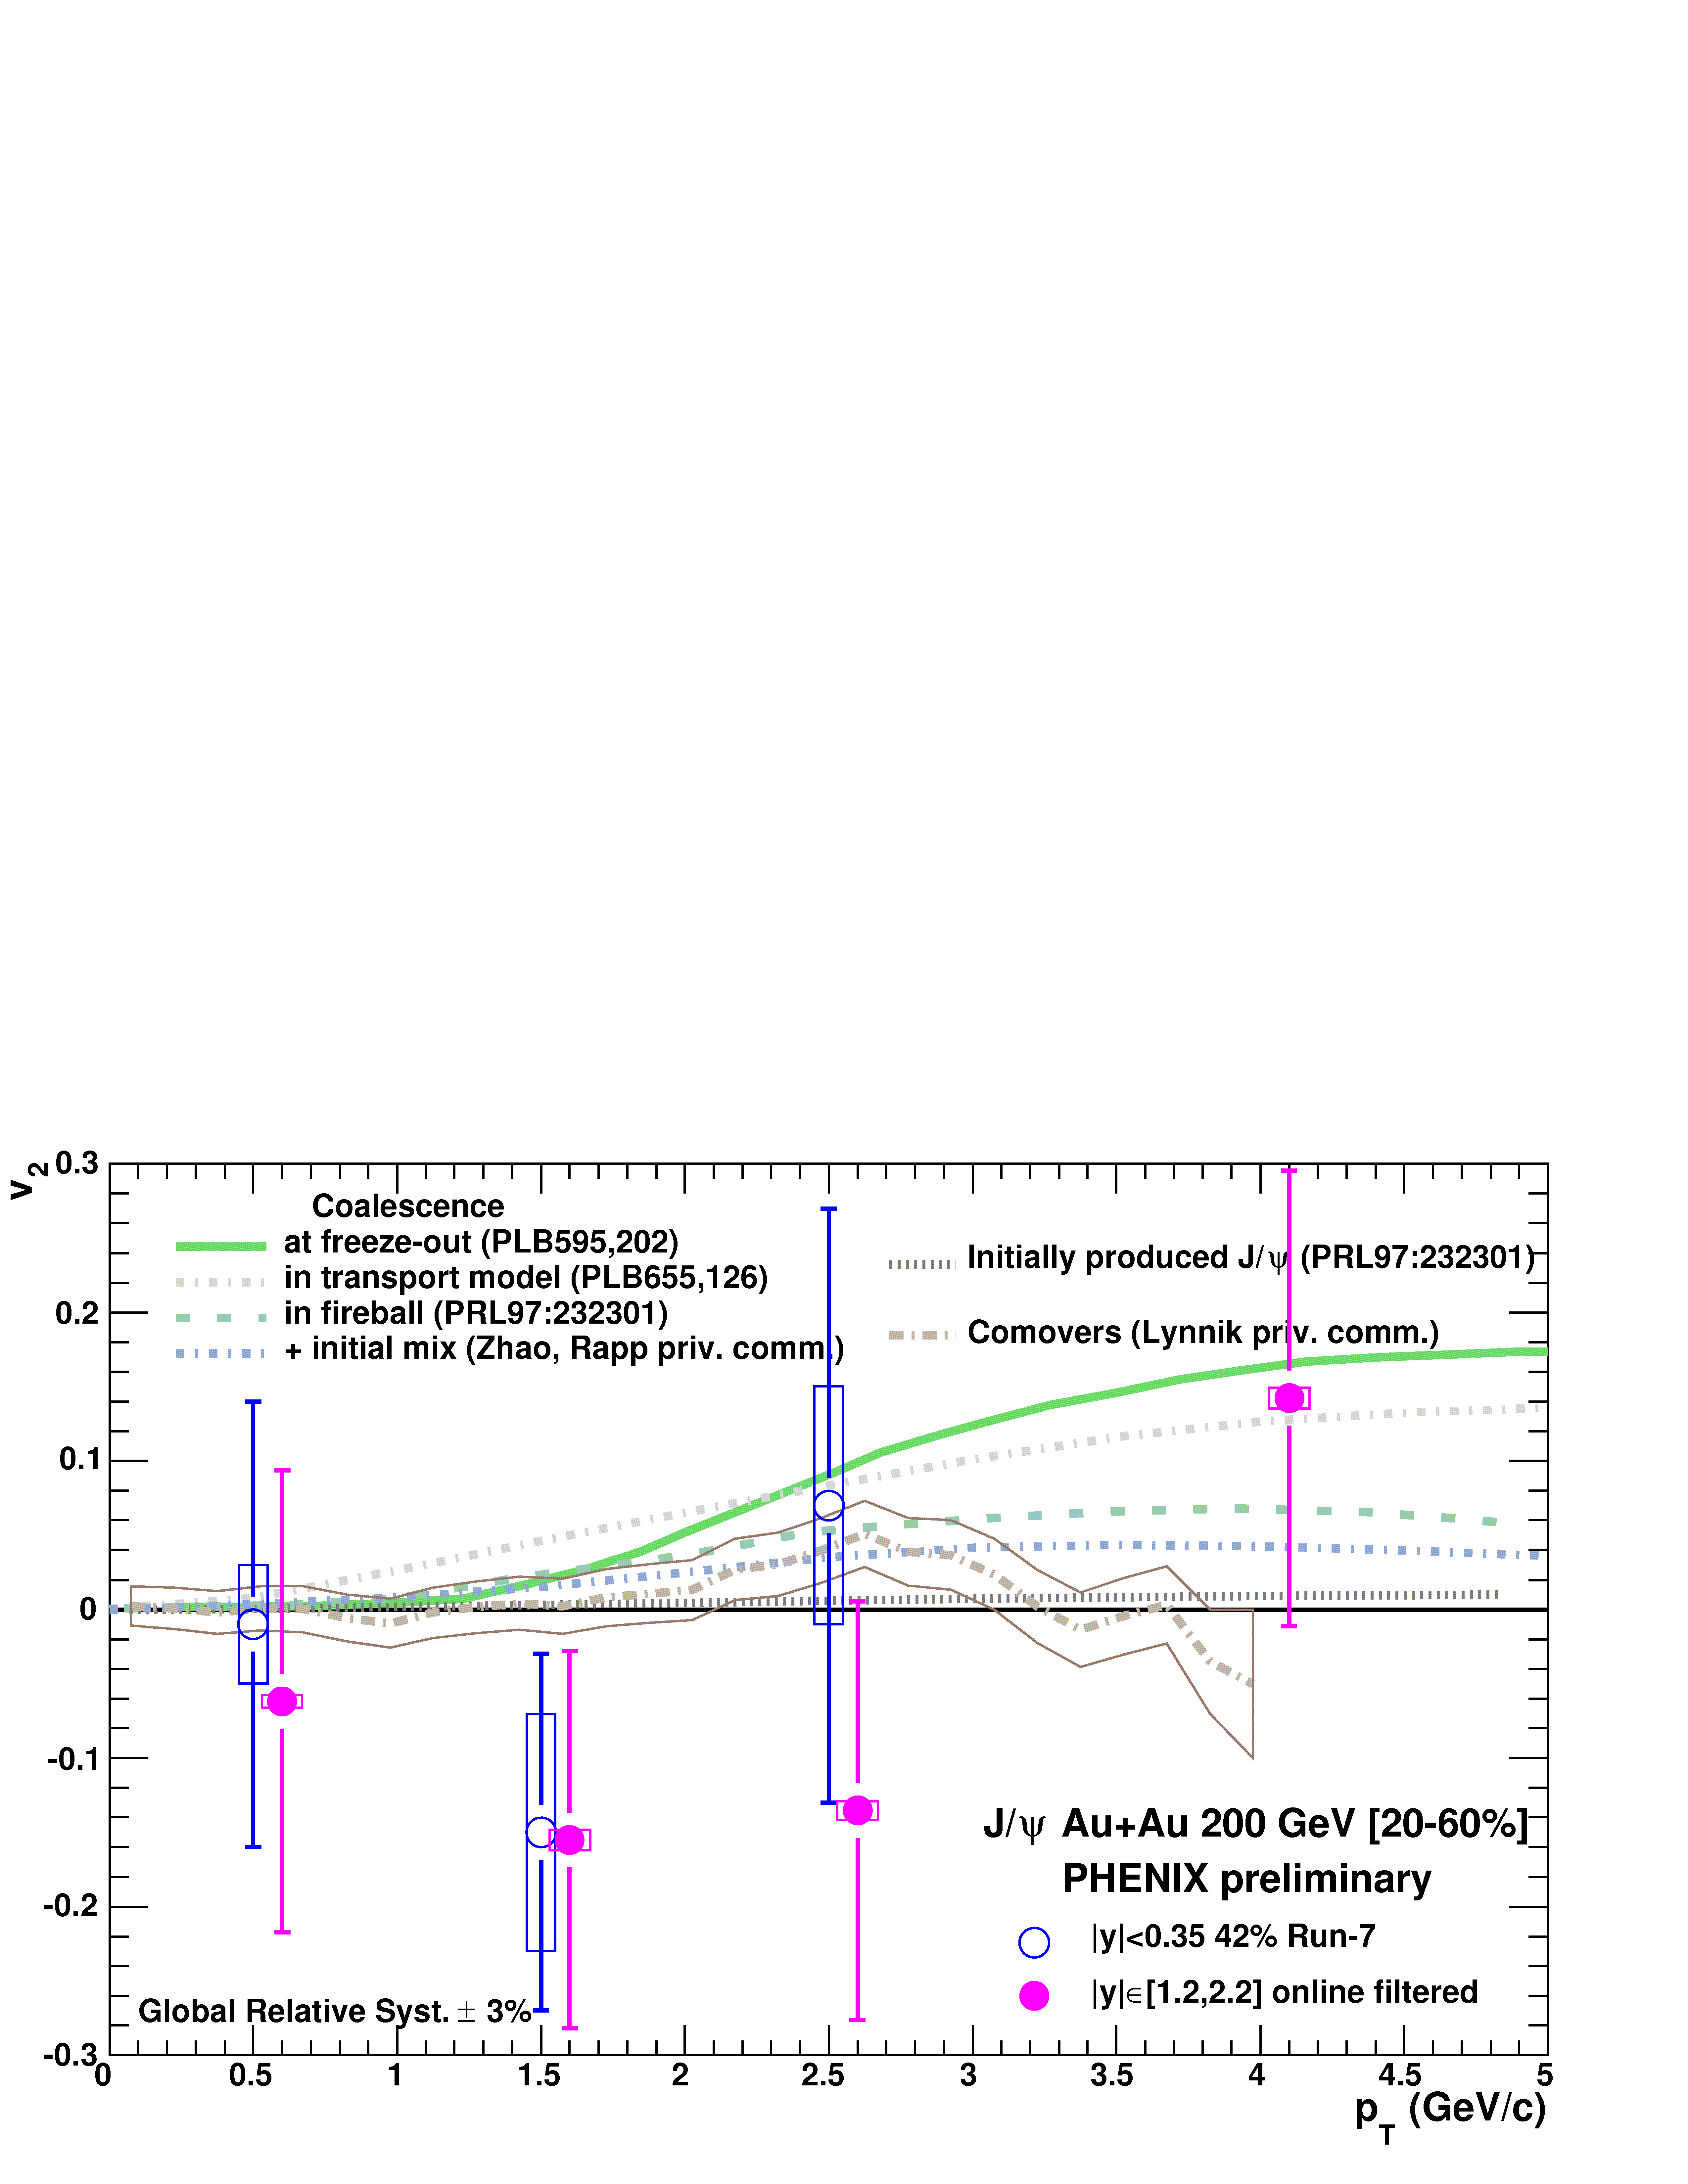 v2
0.3
0.2
0.1
0
-0.1
-0.2
-0.3
Coalescence
at freeze-out (PLB595,202)
in transport model (PLB655,126)
in fireball (PRL97:232301)
+ initial mix (Zhao, Rapp priv. comm.)
Initially produced J/ψ (PRL97:232301)
Comovers (Lynnik priv. comm.)
J/ψ Au+Au 200 GeV [20-60%]
PHENIX preliminary
|y|<0.35 42% Run-7
|y|∈[1.2,2.2] online filtered
Global Relative Syst. ± 3%
0 0.5 1 1.5 2 2.5 3 3.5 4 4.5 5
pT (GeV/c)